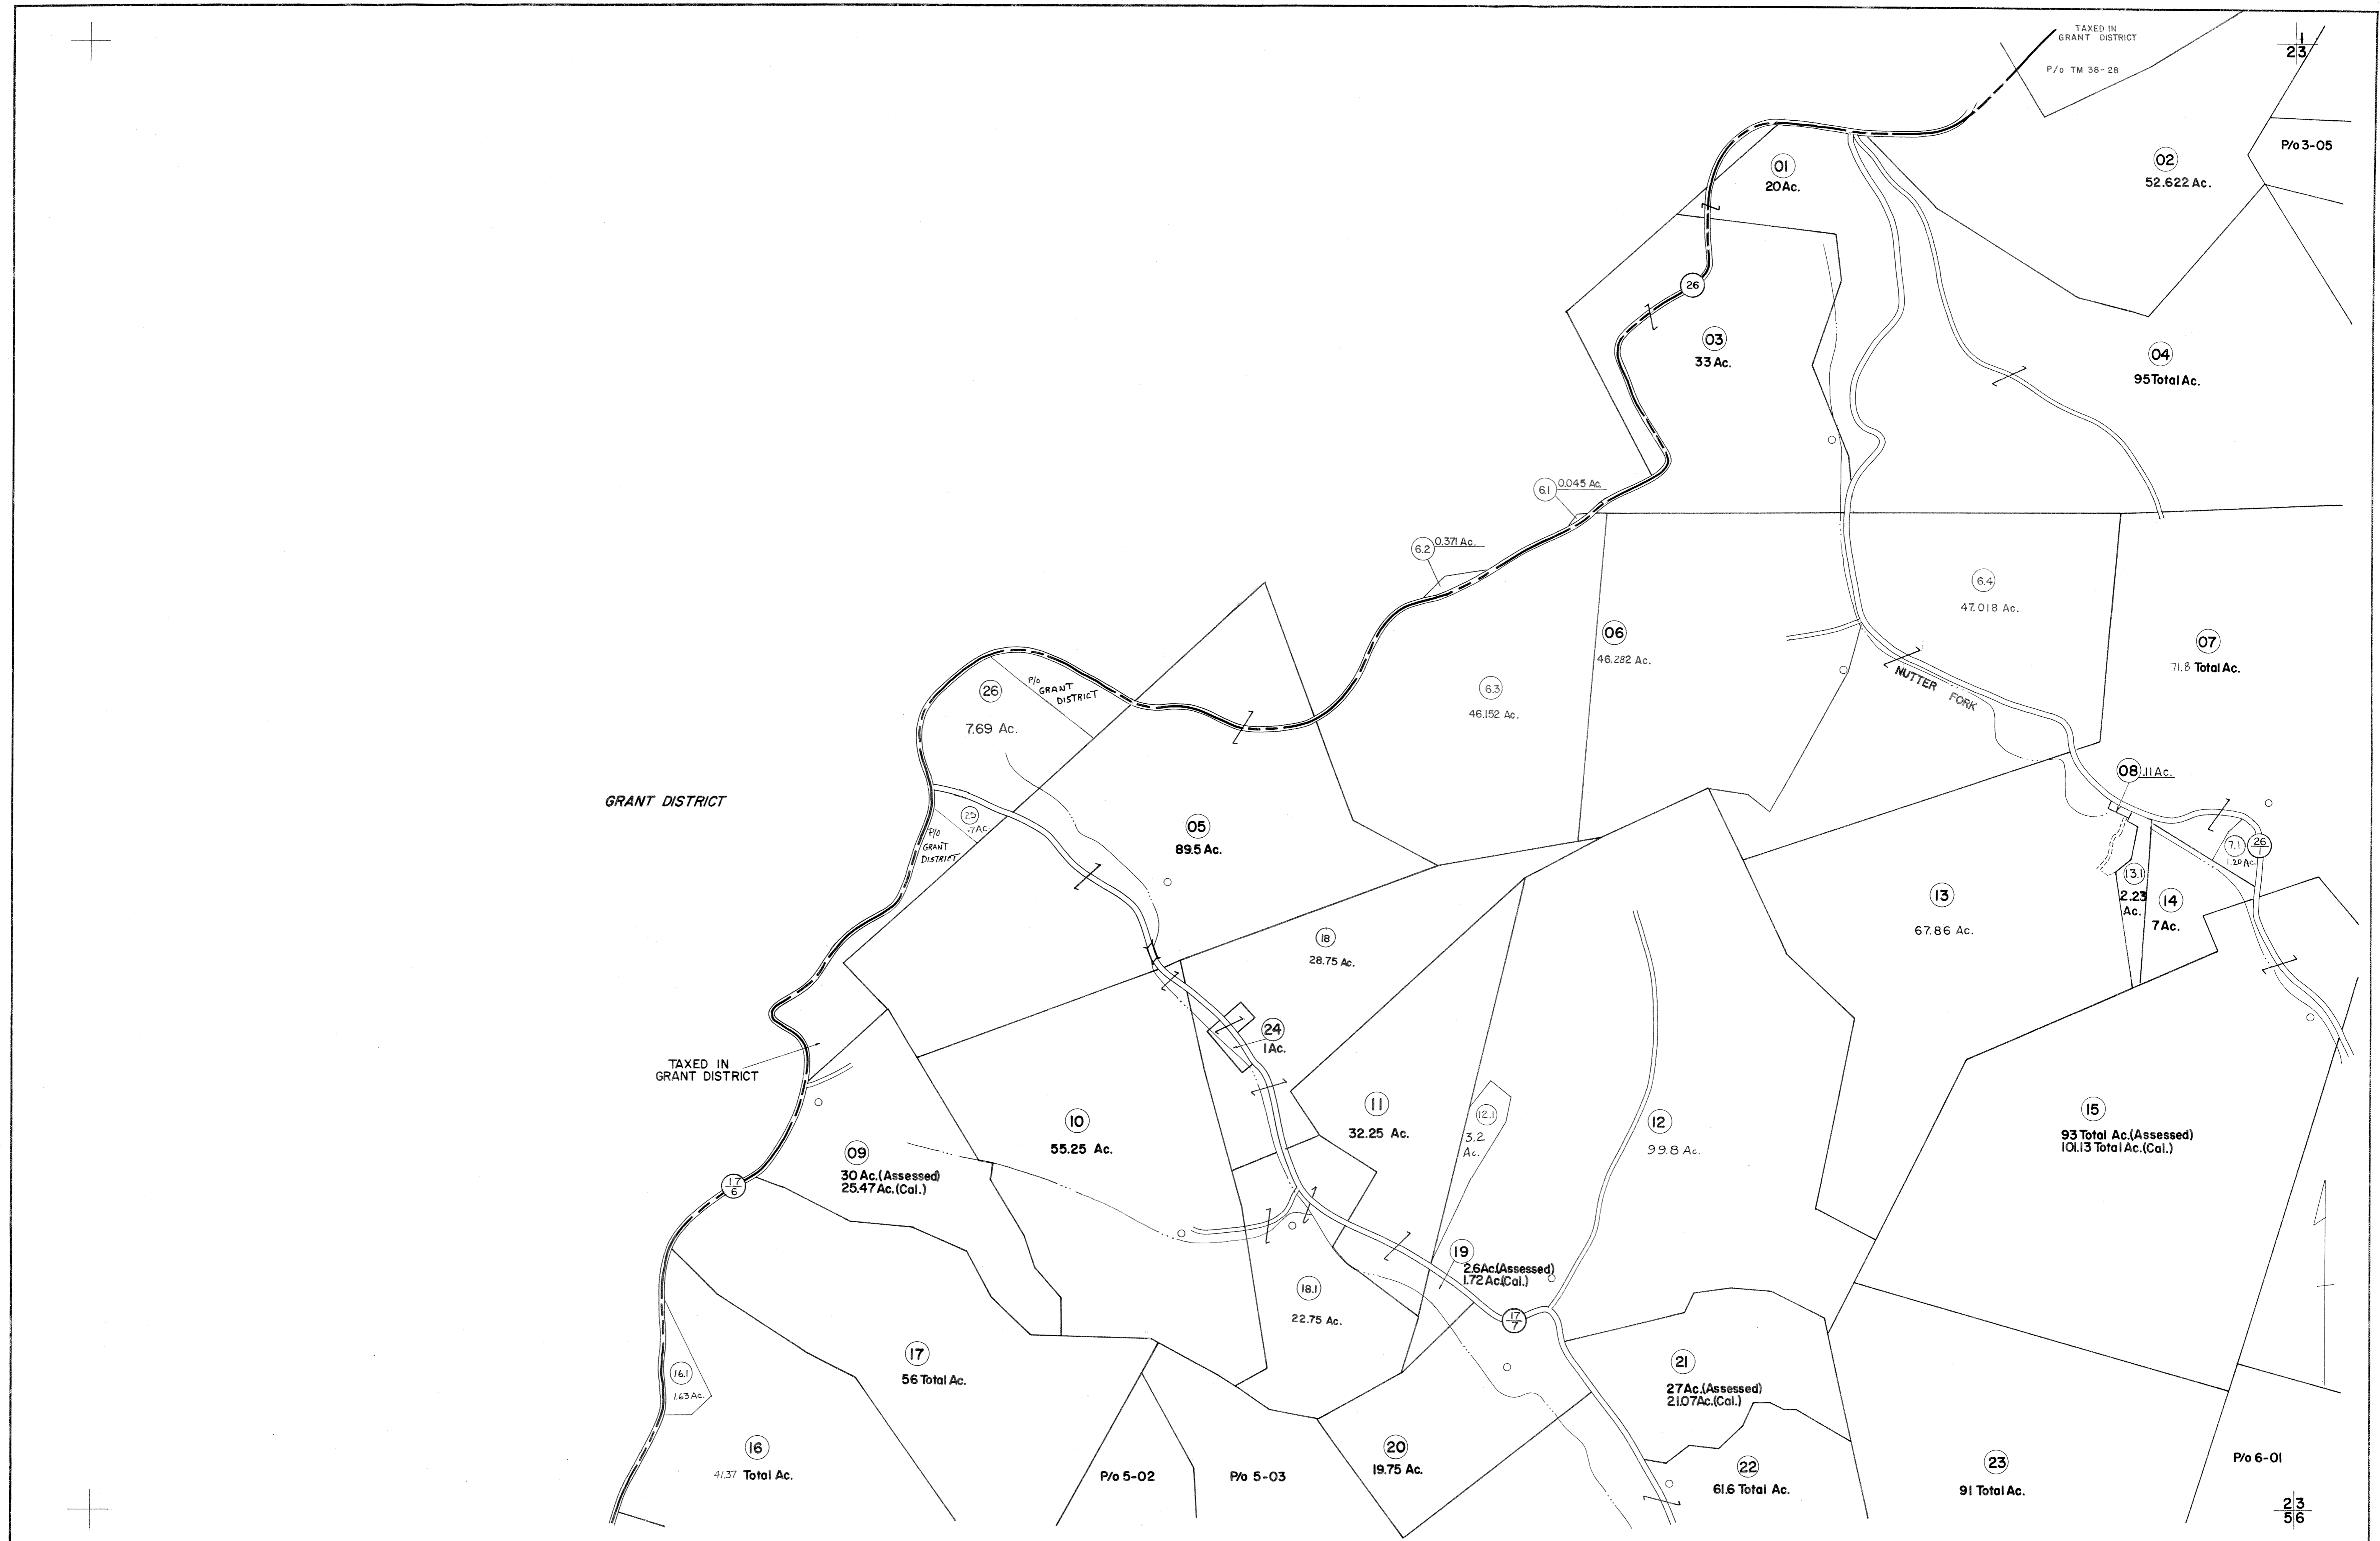 TAXED IN
GRANT DISTRICT
P/o TM 38-28
1
2 3
P/o 3-05
01
20 Ac.
02
52.622 Ac.
26
03
33 Ac.
04
95 Total Ac.
6.1 0.045 Ac.
6.2 0.371 Ac.
6.4
47.018 Ac.
06
46.282 Ac.
07
71.8 Total Ac.
6.3
46.152 Ac.
NUTTER FORK
26
7.69 Ac.
P/o
GRANT
DISTRICT
08 .11 Ac.
GRANT DISTRICT
25
.7 AC
P/o
GRANT
DISTRICT
05
89.5 Ac.
7.1
1.20 Ac.
26
1
13.1
2.23
Ac.
14
7 Ac.
13
67.86 Ac.
18
28.75 Ac.
24
1 Ac.
TAXED IN
GRANT DISTRICT
11
32.25 Ac.
12.1
3.2
Ac.
12
99.8 Ac.
15
93 Total Ac.(Assessed)
101.13 Total Ac.(Cal.)
10
55.25 Ac.
09
30 Ac.(Assessed)
25.47 Ac.(Cal.)
17
6
19
2.6 Ac.(Assessed)
1.72 Ac.(Cal.)
18.1
22.75 Ac.
17
7
17
56 Total Ac.
16.1
1.63 Ac.
21
27 Ac.(Assessed)
21.07 Ac.(Cal.)
16
41.37 Total Ac.
P/o 5-02
P/o 5-03
20
19.75 Ac.
22
61.6 Total Ac.
23
91 Total Ac.
P/o 6-01
2 3
5 6